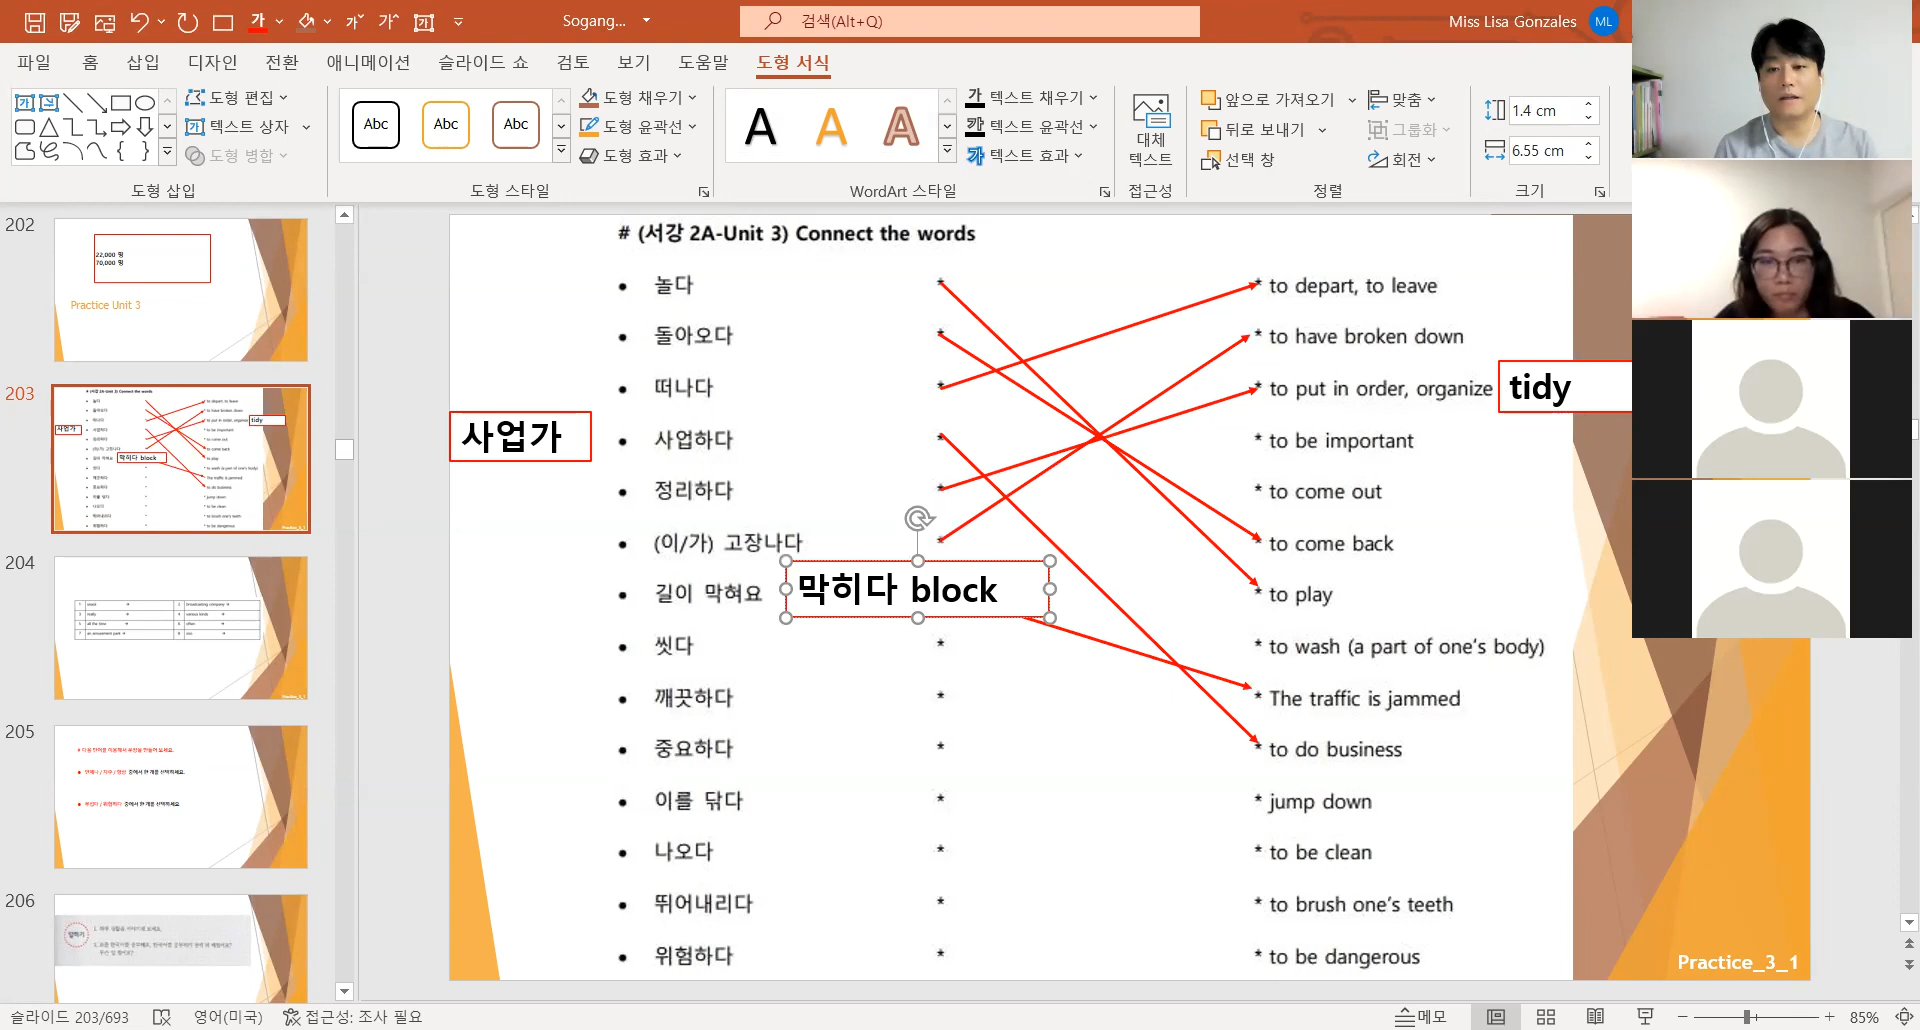 Sogang...
검색(Alt+Q)
Miss Lisa Gonzales
ML
파일 홈 삽입 디자인 전환 애니메이션 슬라이드 쇼 검토 보기 도움말 도형 서식
도형 편집
텍스트 상자
도형 병합
도형 삽입
Abc Abc Abc
도형 채우기
도형 윤곽선
도형 효과
도형 스타일
A A A
텍스트 채우기
텍스트 윤곽선
텍스트 효과
WordArt 스타일
대체
텍스트
접근성
앞으로 가져오기
뒤로 보내기
선택 창
맞춤
그룹화
회전
정렬
1.4 cm
6.55 cm
크기
202
22,000 명
70,000 명
Practice Unit 3
203
204
205
206
# (서강 2A-Unit 3) Connect the words
• 놀다 * * to depart, to leave
• 돌아오다 * * to have broken down
• 떠나다 * * to put in order, organize
tidy
사업가
• 사업하다 * * to be important
• 정리하다 * * to come out
• (이/가) 고장나다 * * to come back
• 길이 막혀요 * to play
막히다 block
• 씻다 * * to wash (a part of one's body)
• 깨끗하다 * * The traffic is jammed
• 중요하다 * * to do business
• 이를 닦다 * * jump down
• 나오다 * * to be clean
• 뛰어내리다 * * to brush one's teeth
• 위험하다 * * to be dangerous
Practice_3_1
슬라이드 203/693
영어(미국)
접근성: 조사 필요
메모
85%